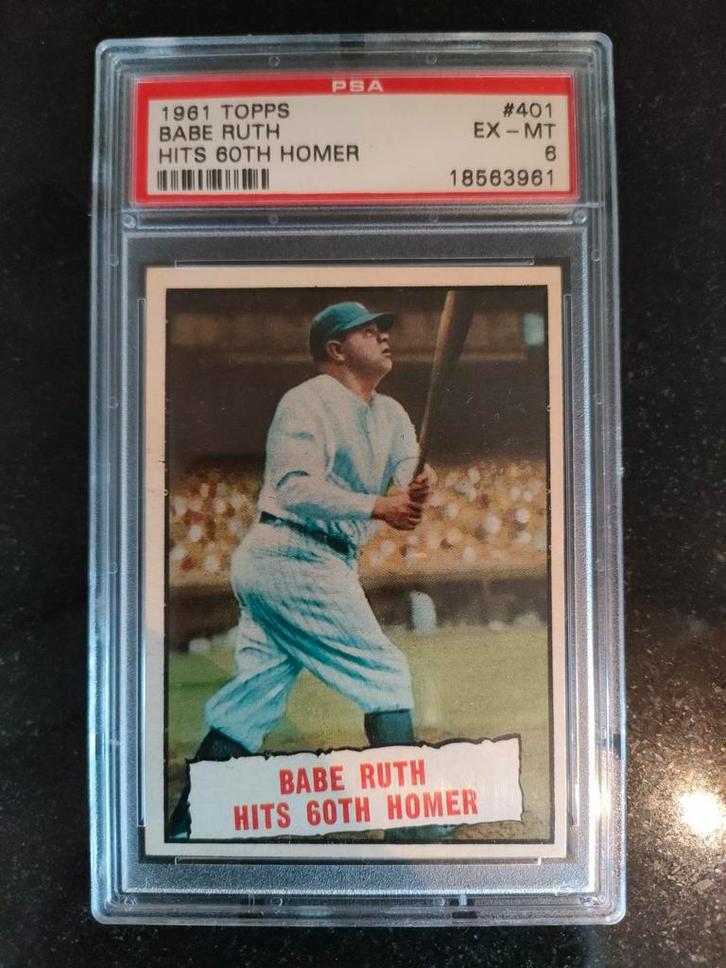 PSA
1961 TOPPS #401
BABE RUTH EX - MT
HITS 60TH HOMER 6
18563961
BABE RUTH
HITS 60TH HOMER